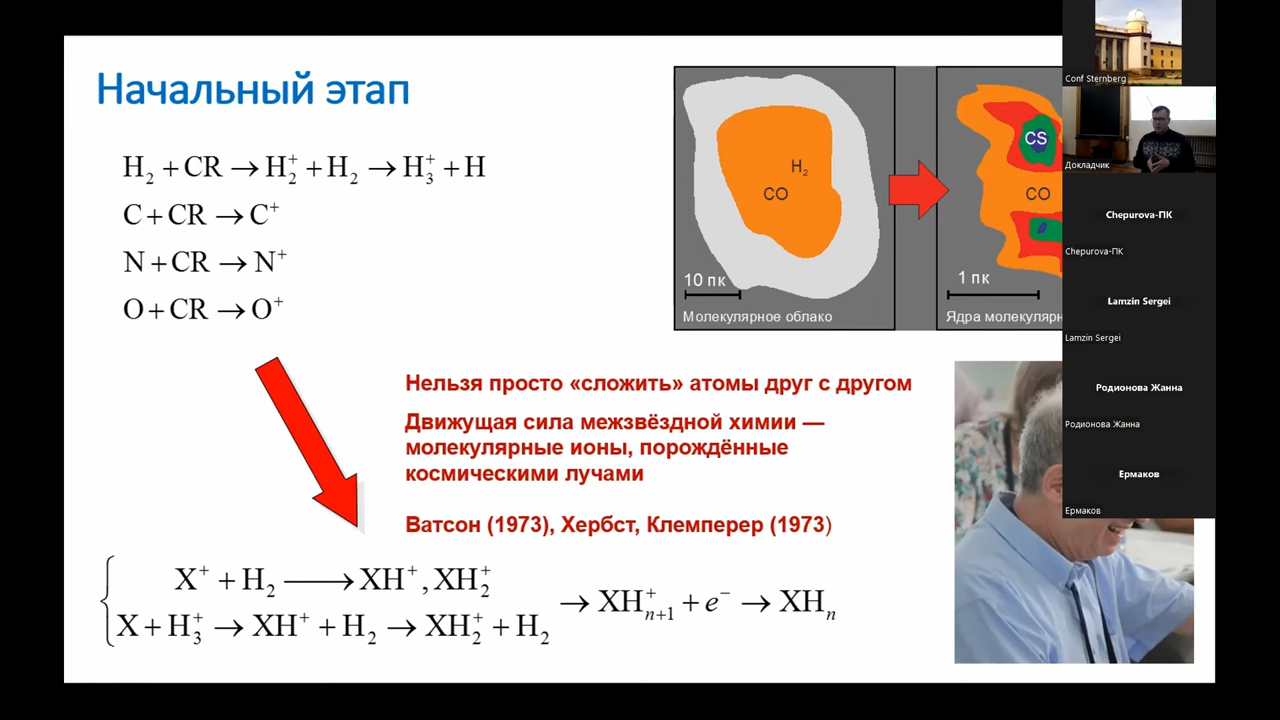 Начальный этап
H₂ + CR → H₂⁺ + H₂ → H₃⁺ + H
C + CR → C⁺
N + CR → N⁺
O + CR → O⁺
H₂
CO
10 пк
Молекулярное облако
CS
CO
1 пк
Ядра молекулярн
Нельзя просто «сложить» атомы друг с другом
Движущая сила межзвёздной химии —
молекулярные ионы, порождённые
космическими лучами
Ватсон (1973), Хербст, Клемперер (1973)
X⁺ + H₂ ⟶ XH⁺, XH₂⁺
X + H₃⁺ → XH⁺ + H₂ → XH₂⁺ + H₂
→ XHₙ₊₁⁺ + e⁻ → XHₙ
Conf Sternberg
Докладчик
Chepurova-ПК
Chepurova-ПК
Lamzin Sergei
Lamzin Sergei
Родионова Жанна
Родионова Жанна
Ермаков
Ермаков